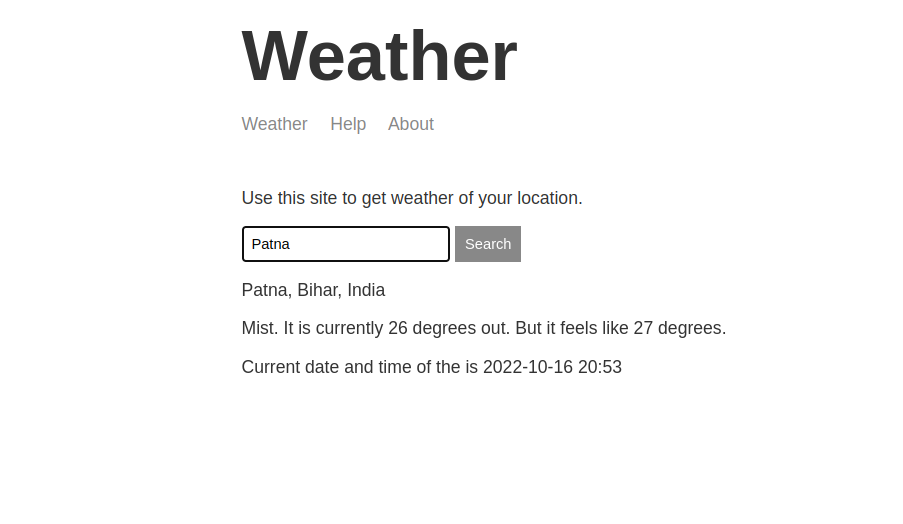 Weather
Weather Help About
Use this site to get weather of your location.
Patna Search
Patna, Bihar, India
Mist. It is currently 26 degrees out. But it feels like 27 degrees.
Current date and time of the is 2022-10-16 20:53